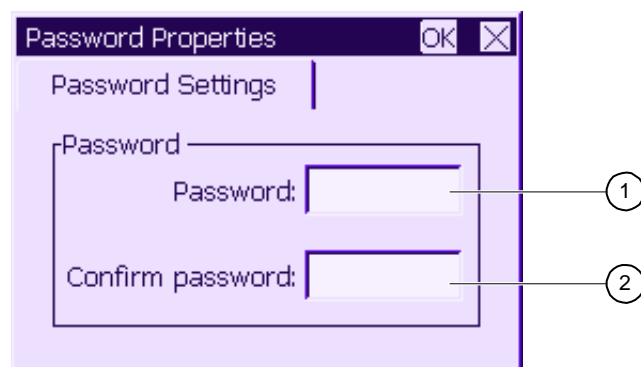 Password Properties OK X
Password Settings
Password
Password: 1
Confirm password: 2